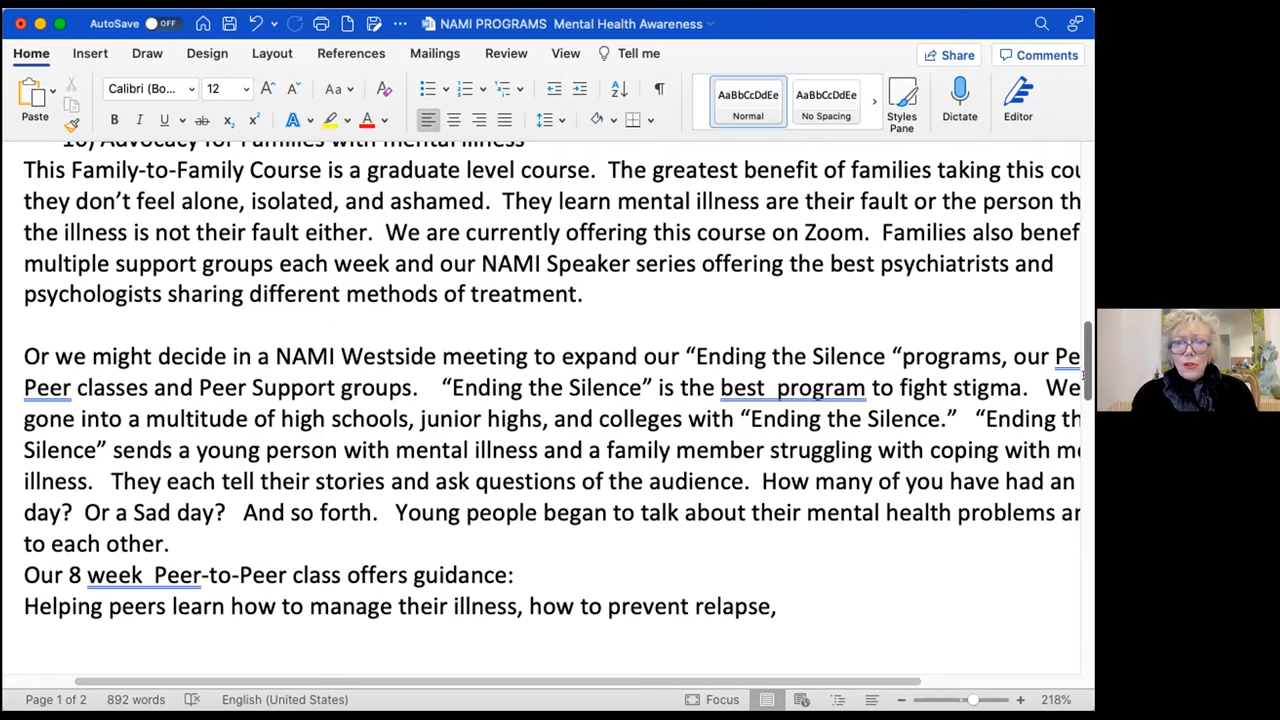 AutoSave OFF NAMI PROGRAMS Mental Health Awareness
Home Insert Draw Design Layout References Mailings Review View Tell me Share Comments
Paste Calibri (Bo... 12 Aa AaBbCcDdEe Normal AaBbCcDdEe No Spacing Styles Pane Dictate Editor
10) Advocacy for Families with mental illness
This Family-to-Family Course is a graduate level course. The greatest benefit of families taking this cou
they don’t feel alone, isolated, and ashamed. They learn mental illness are their fault or the person th
the illness is not their fault either. We are currently offering this course on Zoom. Families also benef
multiple support groups each week and our NAMI Speaker series offering the best psychiatrists and
psychologists sharing different methods of treatment.
Or we might decide in a NAMI Westside meeting to expand our “Ending the Silence “programs, our Pe
Peer classes and Peer Support groups. “Ending the Silence” is the best program to fight stigma. We
gone into a multitude of high schools, junior highs, and colleges with “Ending the Silence.” “Ending th
Silence” sends a young person with mental illness and a family member struggling with coping with me
illness. They each tell their stories and ask questions of the audience. How many of you have had an
day? Or a Sad day? And so forth. Young people began to talk about their mental health problems an
to each other.
Our 8 week Peer-to-Peer class offers guidance:
Helping peers learn how to manage their illness, how to prevent relapse,
Page 1 of 2 892 words English (United States) Focus 218%